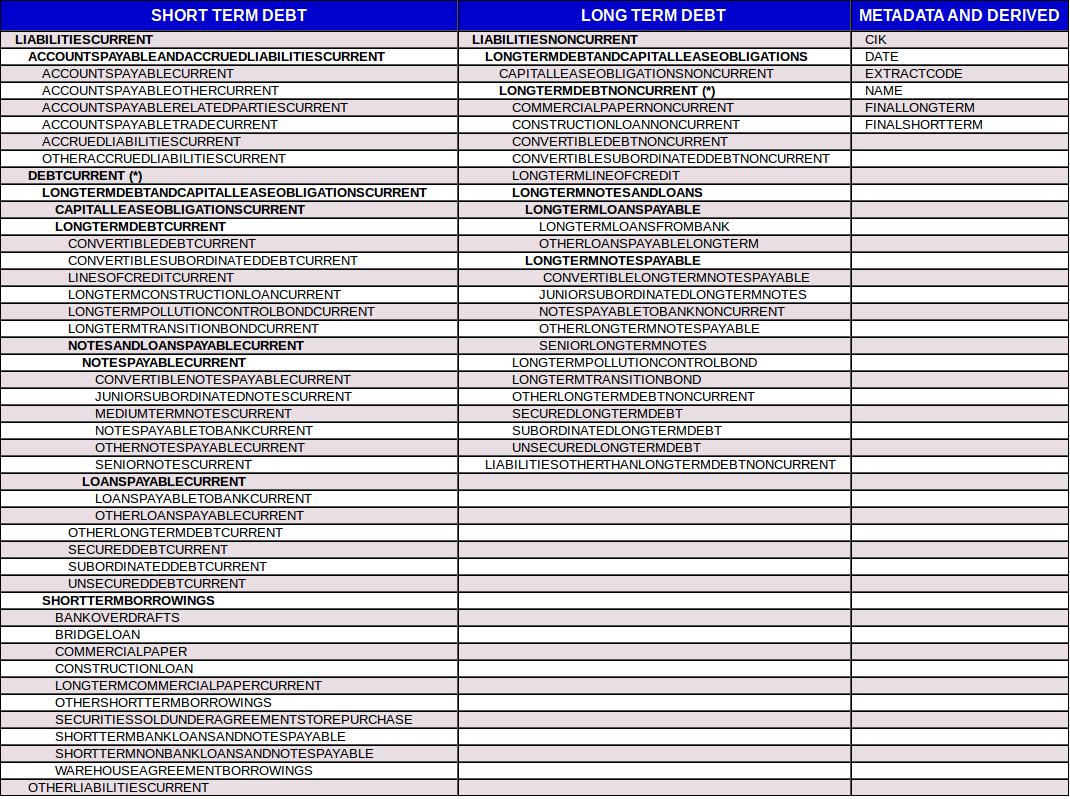 SHORT TERM DEBT LONG TERM DEBT METADATA AND DERIVED
LIABILITIESCURRENT LIABILITIESNONCURRENT CIK
ACCOUNTSPAYABLEANDACCRUEDLIABILITIESCURRENT LONGTERMDEBTANDCAPITALLEASEOBLIGATIONS DATE
ACCOUNTSPAYABLECURRENT CAPITALLEASEOBLIGATIONSNONCURRENT EXTRACTCODE
ACCOUNTSPAYABLEOTHERCURRENT LONGTERMDEBTNONCURRENT (*) NAME
ACCOUNTSPAYABLERELATEDPARTIESCURRENT COMMERCIALPAPERNONCURRENT FINALLONGTERM
ACCOUNTSPAYABLETRADECURRENT CONSTRUCTIONLOANNONCURRENT FINALSHORTTERM
ACCRUEDLIABILITIESCURRENT CONVERTIBLEDEBTNONCURRENT
OTHERACCRUEDLIABILITIESCURRENT CONVERTIBLESUBORDINATEDDEBTNONCURRENT
DEBTCURRENT (*) LONGTERMLINEOFCREDIT
LONGTERMDEBTANDCAPITALLEASEOBLIGATIONSCURRENT LONGTERMNOTESANDLOANS
CAPITALLEASEOBLIGATIONSCURRENT LONGTERMLOANSPAYABLE
LONGTERMDEBTCURRENT LONGTERMLOANSFROMBANK
CONVERTIBLEDEBTCURRENT OTHERLOANSPAYABLELONGTERM
CONVERTIBLESUBORDINATEDDEBTCURRENT LONGTERMNOTESPAYABLE
LINESOFCREDITCURRENT CONVERTIBLELONGTERMNOTESPAYABLE
LONGTERMCONSTRUCTIONLOANCURRENT JUNIORSUBORDINATEDLONGTERMNOTES
LONGTERMPOLLUTIONCONTROLBONDCURRENT NOTESPAYABLETOBANKNONCURRENT
LONGTERMTRANSITIONBONDCURRENT OTHERLONGTERMNOTESPAYABLE
NOTESANDLOANSPAYABLECURRENT SENIORLONGTERMNOTES
NOTESPAYABLECURRENT LONGTERMPOLLUTIONCONTROLBOND
CONVERTIBLENOTESPAYABLECURRENT LONGTERMTRANSITIONBOND
JUNIORSUBORDINATEDNOTESCURRENT OTHERLONGTERMDEBTNONCURRENT
MEDIUMTERMNOTESCURRENT SECUREDLONGTERMDEBT
NOTESPAYABLETOBANKCURRENT SUBORDINATEDLONGTERMDEBT
OTHERNOTESPAYABLECURRENT UNSECUREDLONGTERMDEBT
SENIORNOTESCURRENT LIABILITIESOTHERTHANLONGTERMDEBTNONCURRENT
LOANSPAYABLECURRENT
LOANSPAYABLETOBANKCURRENT
OTHERLOANSPAYABLECURRENT
OTHERLONGTERMDEBTCURRENT
SECUREDDEBTCURRENT
SUBORDINATEDDEBTCURRENT
UNSECUREDDEBTCURRENT
SHORTTERMBORROWINGS
BANKOVERDRAFTS
BRIDGELOAN
COMMERCIALPAPER
CONSTRUCTIONLOAN
LONGTERMCOMMERCIALPAPERCURRENT
OTHERSHORTTERMBORROWINGS
SECURITIESSOLDUNDERAGREEMENTSTOREPURCHASE
SHORTTERMBANKLOANSANDNOTESPAYABLE
SHORTTERMNONBANKLOANSANDNOTESPAYABLE
WAREHOUSEAGREEMENTBORROWINGS
OTHERLIABILITIESCURRENT